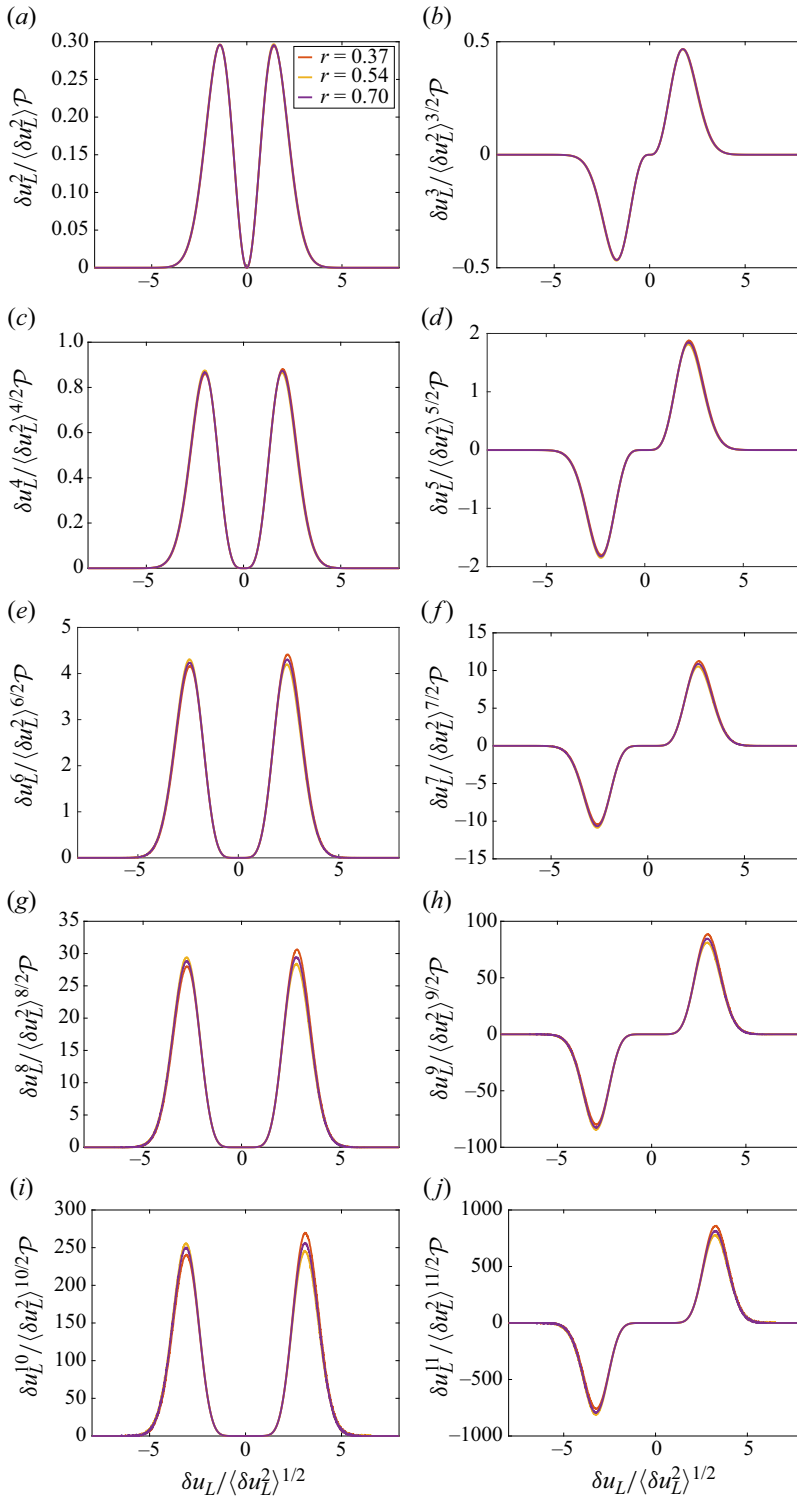 (a)
0.30
0.25
0.20
0.15
0.10
0.05
0
−5 0 5
δu_L^2/⟨δu_L^2⟩𝒫
r = 0.37
r = 0.54
r = 0.70
(b)
0.5
0
−0.5
−5 0 5
δu_L^3/⟨δu_L^2⟩^{3/2}𝒫
(c)
1.0
0.8
0.6
0.4
0.2
0
−5 0 5
δu_L^4/⟨δu_L^2⟩^{4/2}𝒫
(d)
2
1
0
−1
−2
−5 0 5
δu_L^5/⟨δu_L^2⟩^{5/2}𝒫
(e)
5
4
3
2
1
0
−5 0 5
δu_L^6/⟨δu_L^2⟩^{6/2}𝒫
(f)
15
10
5
0
−5
−10
−15
−5 0 5
δu_L^7/⟨δu_L^2⟩^{7/2}𝒫
(g)
35
30
25
20
15
10
5
0
−5 0 5
δu_L^8/⟨δu_L^2⟩^{8/2}𝒫
(h)
100
50
0
−50
−100
−5 0 5
δu_L^9/⟨δu_L^2⟩^{9/2}𝒫
(i)
300
250
200
150
100
50
0
−5 0 5
δu_L^{10}/⟨δu_L^2⟩^{10/2}𝒫
δu_L/⟨δu_L^2⟩^{1/2}
(j)
1000
500
0
−500
−1000
−5 0 5
δu_L^{11}/⟨δu_L^2⟩^{11/2}𝒫
δu_L/⟨δu_L^2⟩^{1/2}